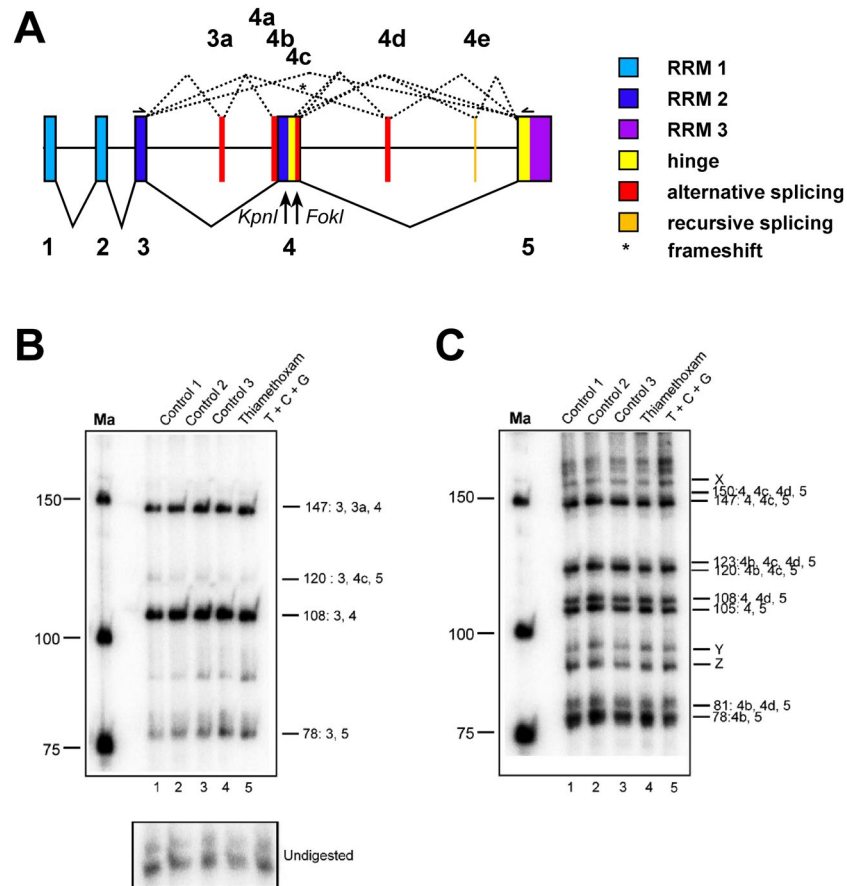 A
4a
3a 4b 4d 4e
4c
*
KpnI FokI
1 2 3 4 5
RRM 1
RRM 2
RRM 3
hinge
alternative splicing
recursive splicing
* frameshift
B
Ma Control 1 Control 2 Control 3 Thiamethoxam T + C + G
150
100
75
147: 3, 3a, 4
120 : 3, 4c, 5
108: 3, 4
78: 3, 5
1 2 3 4 5
Undigested
C
Ma Control 1 Control 2 Control 3 Thiamethoxam T + C + G
150
100
75
X
150:4, 4c, 4d, 5
147: 4, 4c, 5
123:4b, 4c, 4d, 5
120: 4b, 4c, 5
108:4, 4d, 5
105: 4, 5
Y
Z
81: 4b, 4d, 5
78:4b, 5
1 2 3 4 5